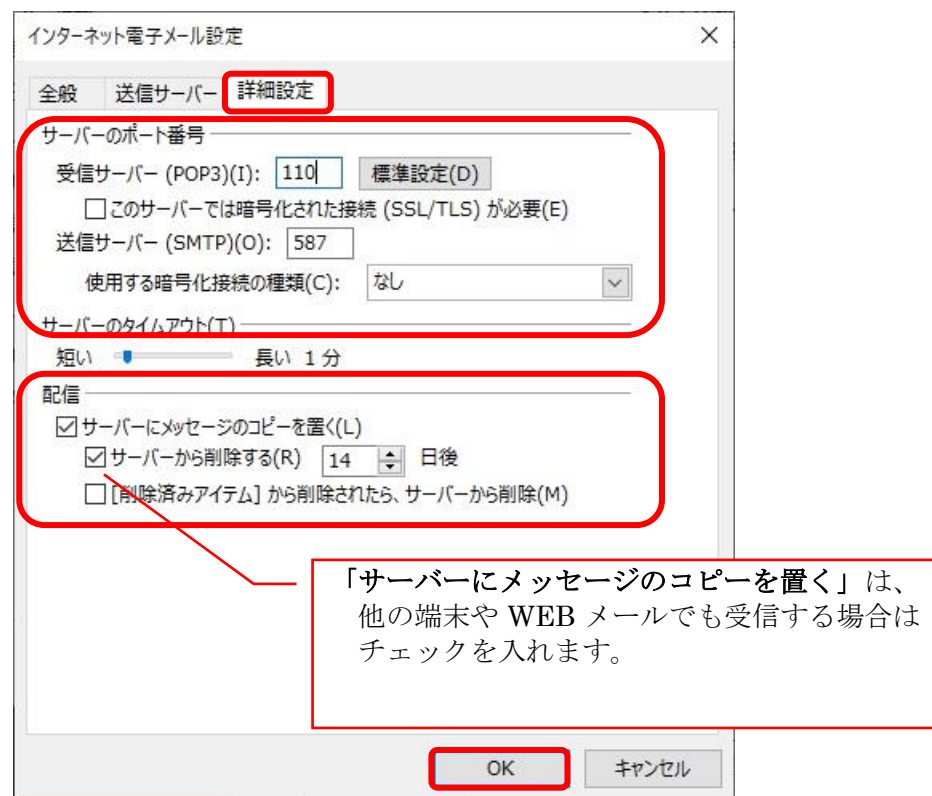 インターネット電子メール設定
全般 送信サーバー 詳細設定
サーバーのポート番号
受信サーバー (POP3)(I): 110 標準設定(D)
このサーバーでは暗号化された接続 (SSL/TLS) が必要(E)
送信サーバー (SMTP)(O): 587
使用する暗号化接続の種類(C): なし
サーバーのタイムアウト(T)
短い 長い 1 分
配信
サーバーにメッセージのコピーを置く(L)
サーバーから削除する(R) 14 日後
[削除済みアイテム] から削除されたら、サーバーから削除(M)
「サーバーにメッセージのコピーを置く」は、
他の端末や WEB メールでも受信する場合は
チェックを入れます。
OK キャンセル